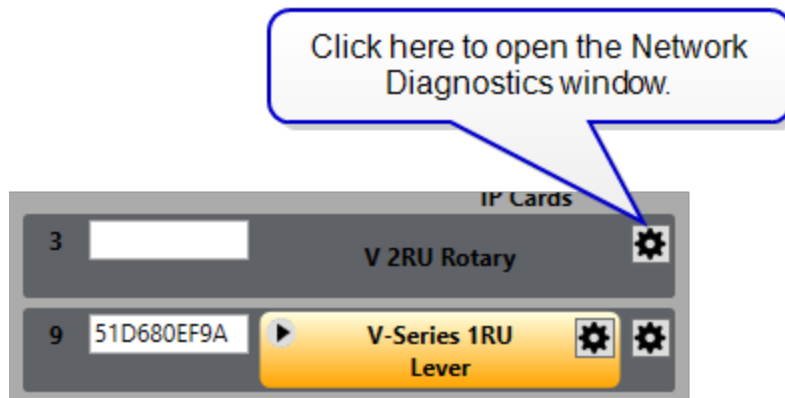 Click here to open the Network
Diagnostics window.
IP Cards
3
V 2RU Rotary
9 51D680EF9A V-Series 1RU
Lever